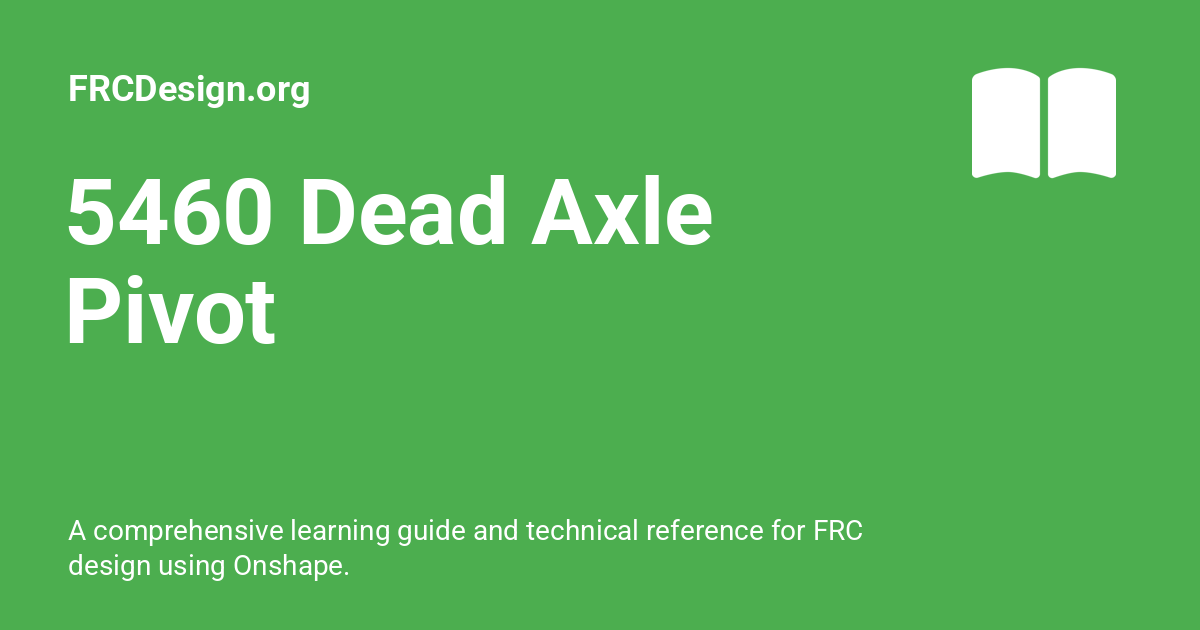 FRCDesign.org
5460 Dead Axle
Pivot
A comprehensive learning guide and technical reference for FRC
design using Onshape.